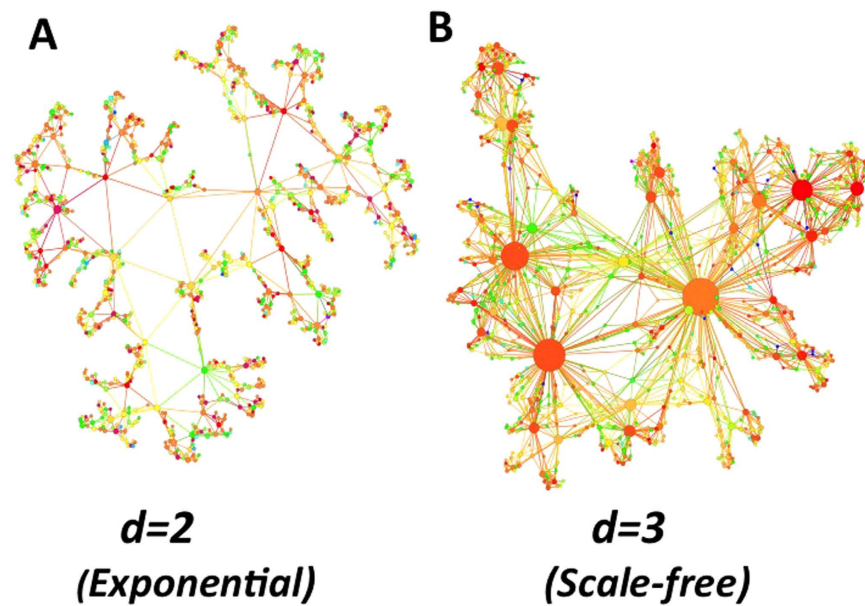 A
B
d=2
d=3
(Exponential)
(Scale-free)